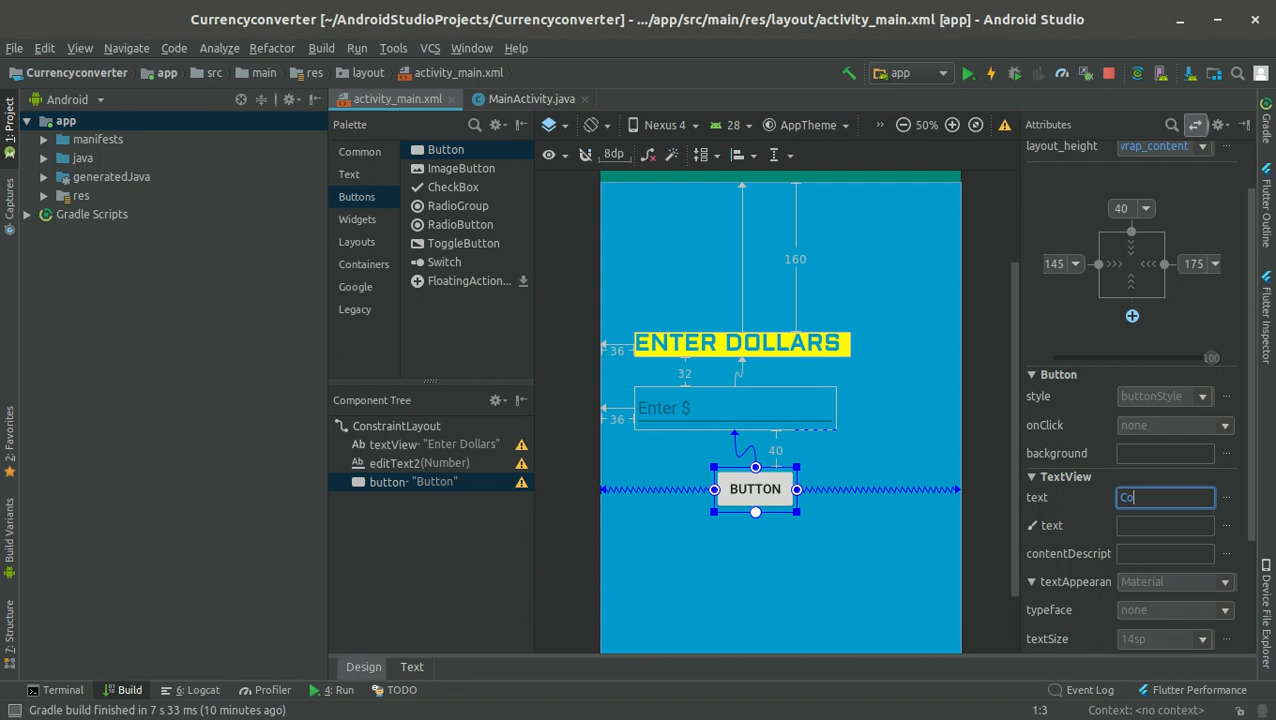 Currencyconverter [~/AndroidStudioProjects/Currencyconverter] - .../app/src/main/res/layout/activity_main.xml [app] - Android Studio
File Edit View Navigate Code Analyze Refactor Build Run Tools VCS Window Help
Currencyconverter app src main res layout activity_main.xml app
Android activity_main.xml MainActivity.java
1: Project
Captures
2: Favorites
Build Variants
7: Structure
app
manifests
java
generatedJava
res
Gradle Scripts
Palette
Common
Text
Buttons
Widgets
Layouts
Containers
Google
Legacy
Button
ImageButton
CheckBox
RadioGroup
RadioButton
ToggleButton
Switch
FloatingAction...
Component Tree
ConstraintLayout
Ab textView- "Enter Dollars"
Ab editText2(Number)
button- "Button"
Nexus 4 28 AppTheme 50%
8dp
160
ENTER DOLLARS
36
32
Enter $
36
40
BUTTON
Design Text
Attributes
layout_height wrap_content
40
145 175
100
Button
style buttonStyle
onClick none
background
TextView
text Co
text
contentDescript
textAppearan Material
typeface none
textSize 14sp
Gradle
Flutter Outline
Flutter Inspector
Device File Explorer
Terminal Build 6: Logcat Profiler 4: Run TODO Event Log Flutter Performance
Gradle build finished in 7 s 33 ms (10 minutes ago) 1:3 Context: <no context>